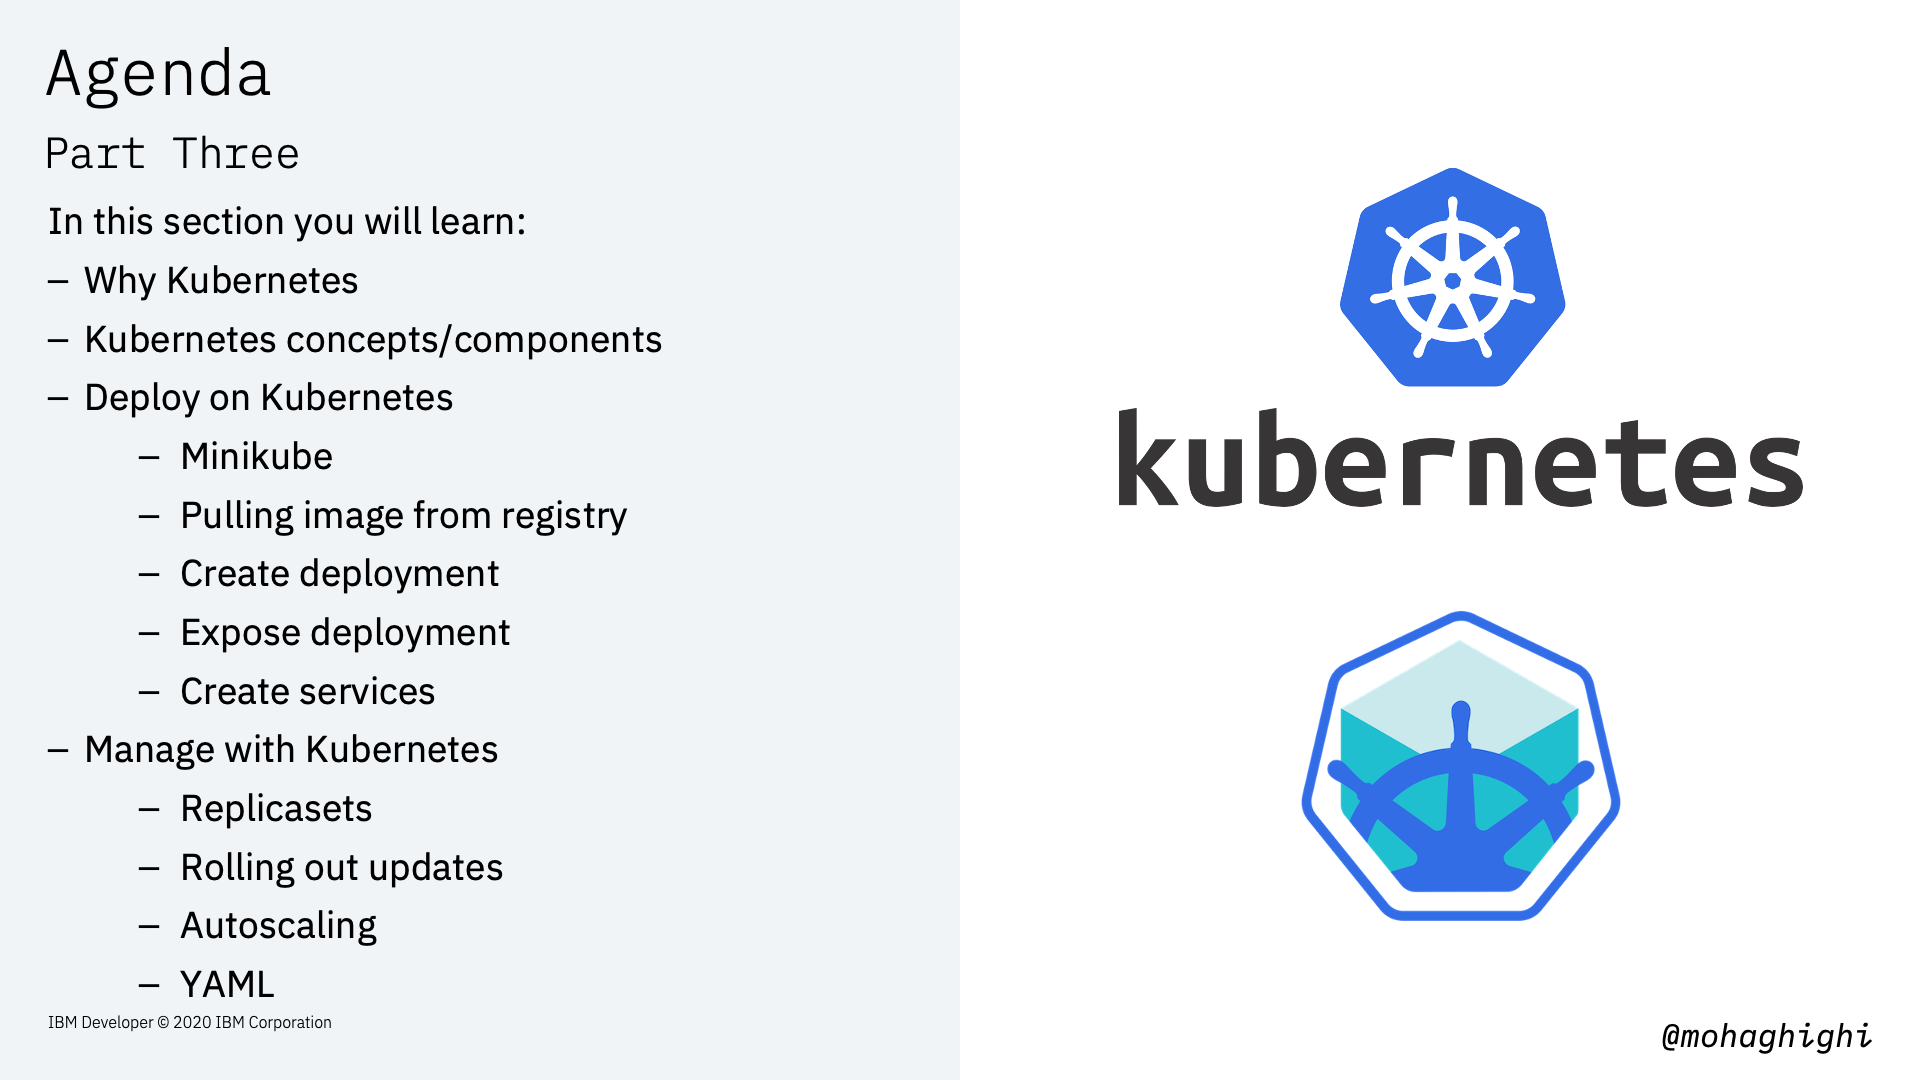 Agenda
Part Three
In this section you will learn:
– Why Kubernetes
– Kubernetes concepts/components
– Deploy on Kubernetes
– Minikube
– Pulling image from registry
– Create deployment
– Expose deployment
– Create services
– Manage with Kubernetes
– Replicasets
– Rolling out updates
– Autoscaling
– YAML
IBM Developer © 2020 IBM Corporation
kubernetes
@mohaghighi